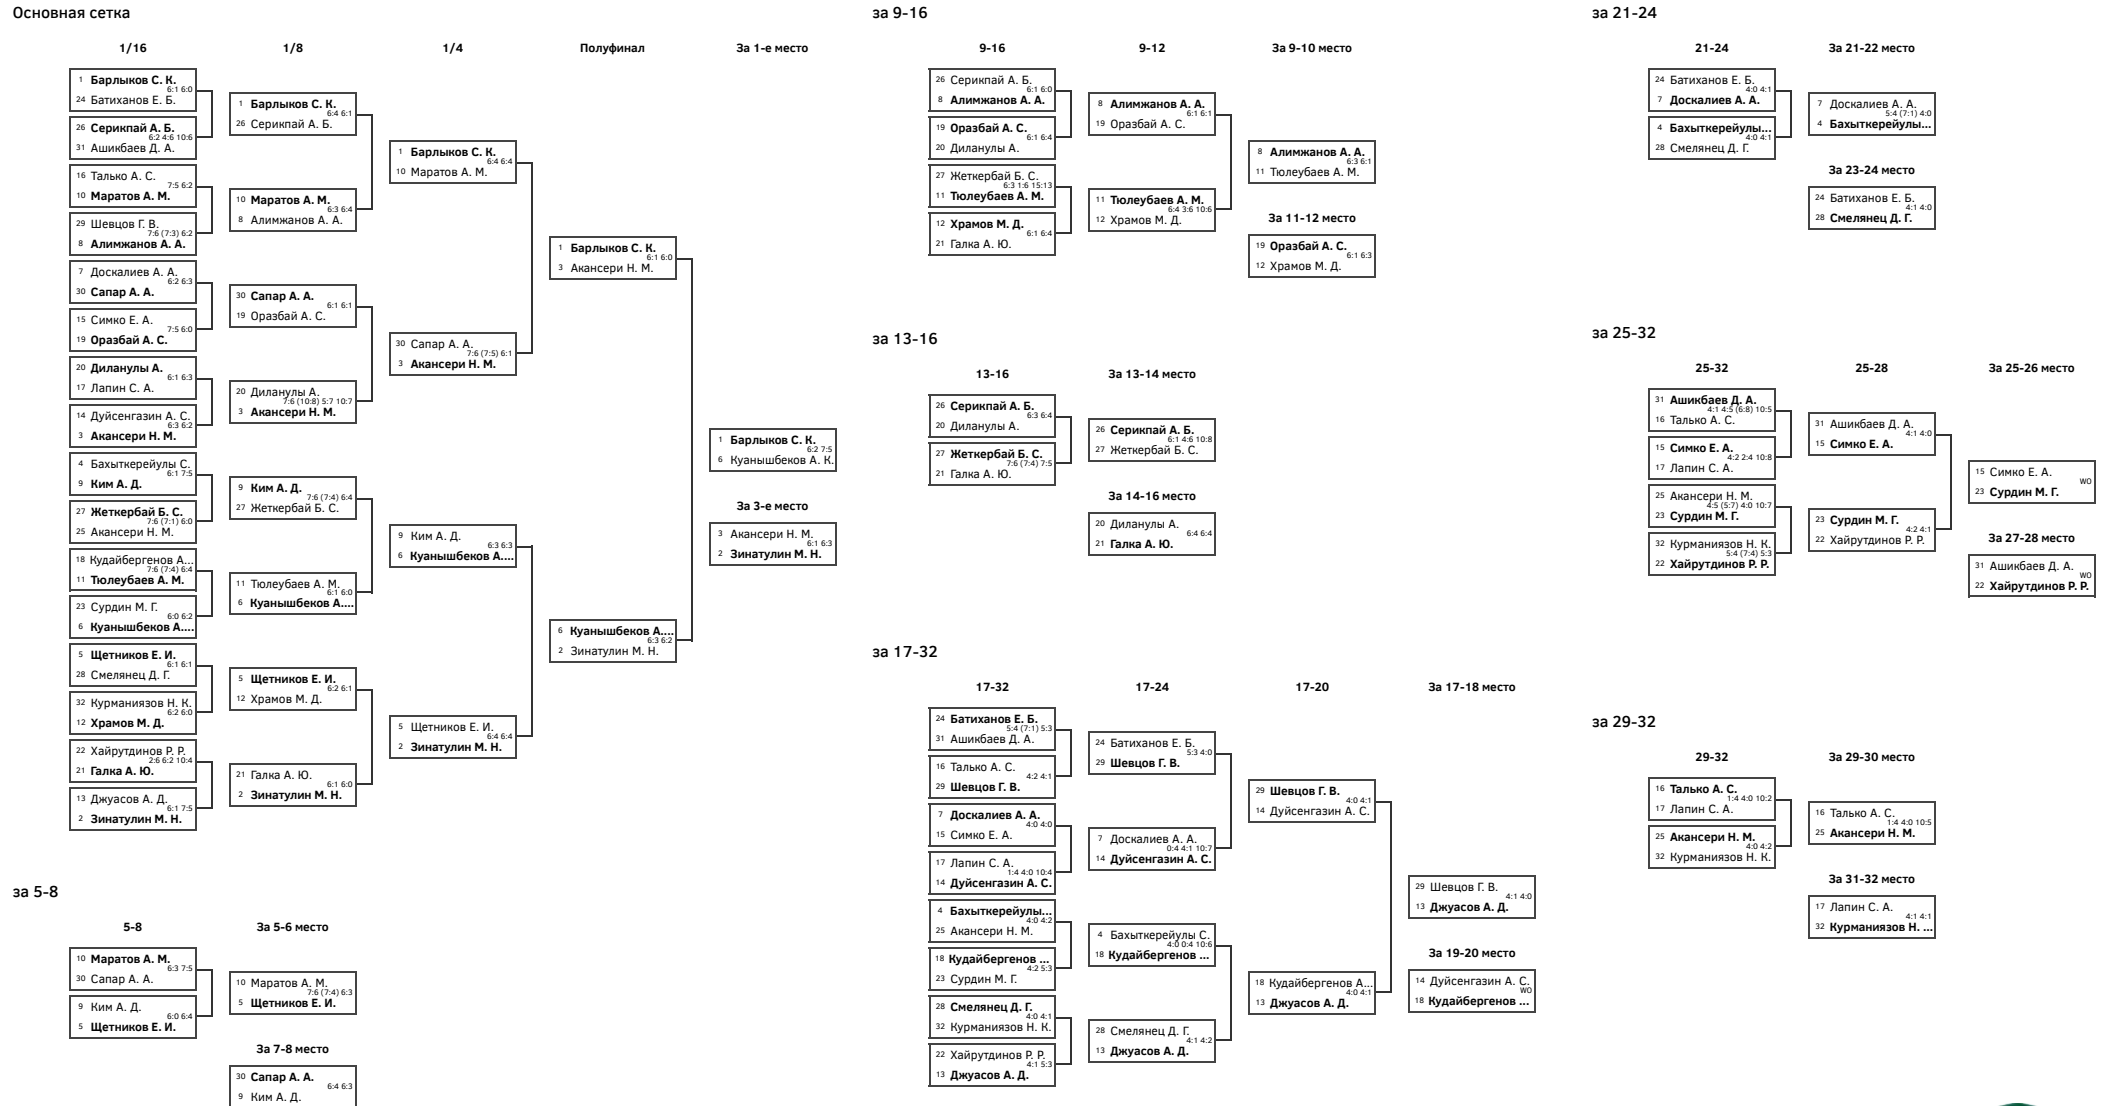 Основная сетка
1/16
1/8
1/4
Полуфинал
За 1-е место
1 Барлыков С. К.
6:1 6:0
24 Батиханов Е. Б.
26 Серикпай А. Б.
6:2 4:6 10:6
31 Ашикбаев Д. А.
16 Талько А. С.
7:5 6:2
10 Маратов А. М.
29 Шевцов Г. В.
7:6 (7:3) 6:2
8 Алимжанов А. А.
7 Доскалиев А. А.
6:2 6:3
30 Сапар А. А.
15 Симко Е. А.
7:5 6:0
19 Оразбай А. С.
20 Диланулы А.
6:1 6:3
17 Лапин С. А.
14 Дуйсенгазин А. С.
6:3 6:2
3 Акансери Н. М.
4 Бахыткерейулы С.
6:1 7:5
9 Ким А. Д.
27 Жеткербай Б. С.
7:6 (7:1) 6:0
25 Акансери Н. М.
18 Кудайбергенов А...
7:6 (7:4) 6:4
11 Тюлеубаев А. М.
23 Сурдин М. Г.
6:0 6:2
6 Куанышбеков А....
5 Щетников Е. И.
6:1 6:1
28 Смелянец Д. Г.
32 Курманиязов Н. К.
6:2 6:0
12 Храмов М. Д.
22 Хайрутдинов Р. Р.
2:6 6:2 10:4
21 Галка А. Ю.
13 Джуасов А. Д.
6:1 7:5
2 Зинатулин М. Н.
1 Барлыков С. К.
6:4 6:1
26 Серикпай А. Б.
10 Маратов А. М.
6:3 6:4
8 Алимжанов А. А.
30 Сапар А. А.
6:1 6:1
19 Оразбай А. С.
20 Диланулы А.
7:6 (10:8) 5:7 10:7
3 Акансери Н. М.
9 Ким А. Д.
7:6 (7:4) 6:4
27 Жеткербай Б. С.
11 Тюлеубаев А. М.
6:1 6:0
6 Куанышбеков А....
5 Щетников Е. И.
6:2 6:1
12 Храмов М. Д.
21 Галка А. Ю.
6:1 6:0
2 Зинатулин М. Н.
1 Барлыков С. К.
6:4 6:4
10 Маратов А. М.
30 Сапар А. А.
7:6 (7:5) 6:1
3 Акансери Н. М.
9 Ким А. Д.
6:3 6:3
6 Куанышбеков А....
5 Щетников Е. И.
6:4 6:4
2 Зинатулин М. Н.
1 Барлыков С. К.
6:1 6:0
3 Акансери Н. М.
6 Куанышбеков А....
6:3 6:2
2 Зинатулин М. Н.
1 Барлыков С. К.
6:2 7:5
6 Куанышбеков А. К.
За 3-е место
3 Акансери Н. М.
6:1 6:3
2 Зинатулин М. Н.
за 5-8
5-8
За 5-6 место
10 Маратов А. М.
6:3 7:5
30 Сапар А. А.
9 Ким А. Д.
6:0 6:4
5 Щетников Е. И.
10 Маратов А. М.
7:6 (7:4) 6:3
5 Щетников Е. И.
За 7-8 место
30 Сапар А. А.
6:4 6:3
9 Ким А. Д.
за 9-16
9-16
9-12
За 9-10 место
26 Серикпай А. Б.
6:1 6:0
8 Алимжанов А. А.
19 Оразбай А. С.
6:1 6:4
20 Диланулы А.
27 Жеткербай Б. С.
6:3 1:6 15:13
11 Тюлеубаев А. М.
12 Храмов М. Д.
6:1 6:4
21 Галка А. Ю.
8 Алимжанов А. А.
6:1 6:1
19 Оразбай А. С.
11 Тюлеубаев А. М.
6:4 3:6 10:6
12 Храмов М. Д.
8 Алимжанов А. А.
6:3 6:1
11 Тюлеубаев А. М.
За 11-12 место
19 Оразбай А. С.
6:1 6:3
12 Храмов М. Д.
за 13-16
13-16
За 13-14 место
26 Серикпай А. Б.
6:3 6:4
20 Диланулы А.
27 Жеткербай Б. С.
7:6 (7:4) 7:5
21 Галка А. Ю.
26 Серикпай А. Б.
6:1 4:6 10:8
27 Жеткербай Б. С.
За 14-16 место
20 Диланулы А.
6:4 6:4
21 Галка А. Ю.
за 17-32
17-32
17-24
17-20
За 17-18 место
24 Батиханов Е. Б.
5:4 (7:1) 5:3
31 Ашикбаев Д. А.
16 Талько А. С.
4:2 4:1
29 Шевцов Г. В.
7 Доскалиев А. А.
4:0 4:0
15 Симко Е. А.
17 Лапин С. А.
1:4 4:0 10:4
14 Дуйсенгазин А. С.
4 Бахыткерейулы...
4:0 4:2
25 Акансери Н. М.
18 Кудайбергенов ...
4:2 5:3
23 Сурдин М. Г.
28 Смелянец Д. Г.
4:0 4:1
32 Курманиязов Н. К.
22 Хайрутдинов Р. Р.
4:1 5:3
13 Джуасов А. Д.
24 Батиханов Е. Б.
5:3 4:0
29 Шевцов Г. В.
7 Доскалиев А. А.
0:4 4:1 10:7
14 Дуйсенгазин А. С.
4 Бахыткерейулы С.
4:0 0:4 10:6
18 Кудайбергенов ...
28 Смелянец Д. Г.
4:1 4:2
13 Джуасов А. Д.
29 Шевцов Г. В.
4:0 4:1
14 Дуйсенгазин А. С.
18 Кудайбергенов А...
4:0 4:1
13 Джуасов А. Д.
29 Шевцов Г. В.
4:1 4:0
13 Джуасов А. Д.
За 19-20 место
14 Дуйсенгазин А. С.
WO
18 Кудайбергенов ...
за 21-24
21-24
За 21-22 место
24 Батиханов Е. Б.
4:0 4:1
7 Доскалиев А. А.
4 Бахыткерейулы...
4:0 4:1
28 Смелянец Д. Г.
7 Доскалиев А. А.
5:4 (7:1) 4:0
4 Бахыткерейулы...
За 23-24 место
24 Батиханов Е. Б.
4:1 4:0
28 Смелянец Д. Г.
за 25-32
25-32
25-28
За 25-26 место
31 Ашикбаев Д. А.
4:1 4:5 (6:8) 10:5
16 Талько А. С.
15 Симко Е. А.
4:2 2:4 10:8
17 Лапин С. А.
25 Акансери Н. М.
4:5 (5:7) 4:0 10:7
23 Сурдин М. Г.
32 Курманиязов Н. К.
5:4 (7:4) 5:3
22 Хайрутдинов Р. Р.
31 Ашикбаев Д. А.
4:1 4:0
15 Симко Е. А.
23 Сурдин М. Г.
4:2 4:1
22 Хайрутдинов Р. Р.
15 Симко Е. А.
WO
23 Сурдин М. Г.
За 27-28 место
31 Ашикбаев Д. А.
WO
22 Хайрутдинов Р. Р.
за 29-32
29-32
За 29-30 место
16 Талько А. С.
1:4 4:0 10:2
17 Лапин С. А.
25 Акансери Н. М.
4:0 4:2
32 Курманиязов Н. К.
16 Талько А. С.
1:4 4:0 10:5
25 Акансери Н. М.
За 31-32 место
17 Лапин С. А.
4:1 4:1
32 Курманиязов Н. ...